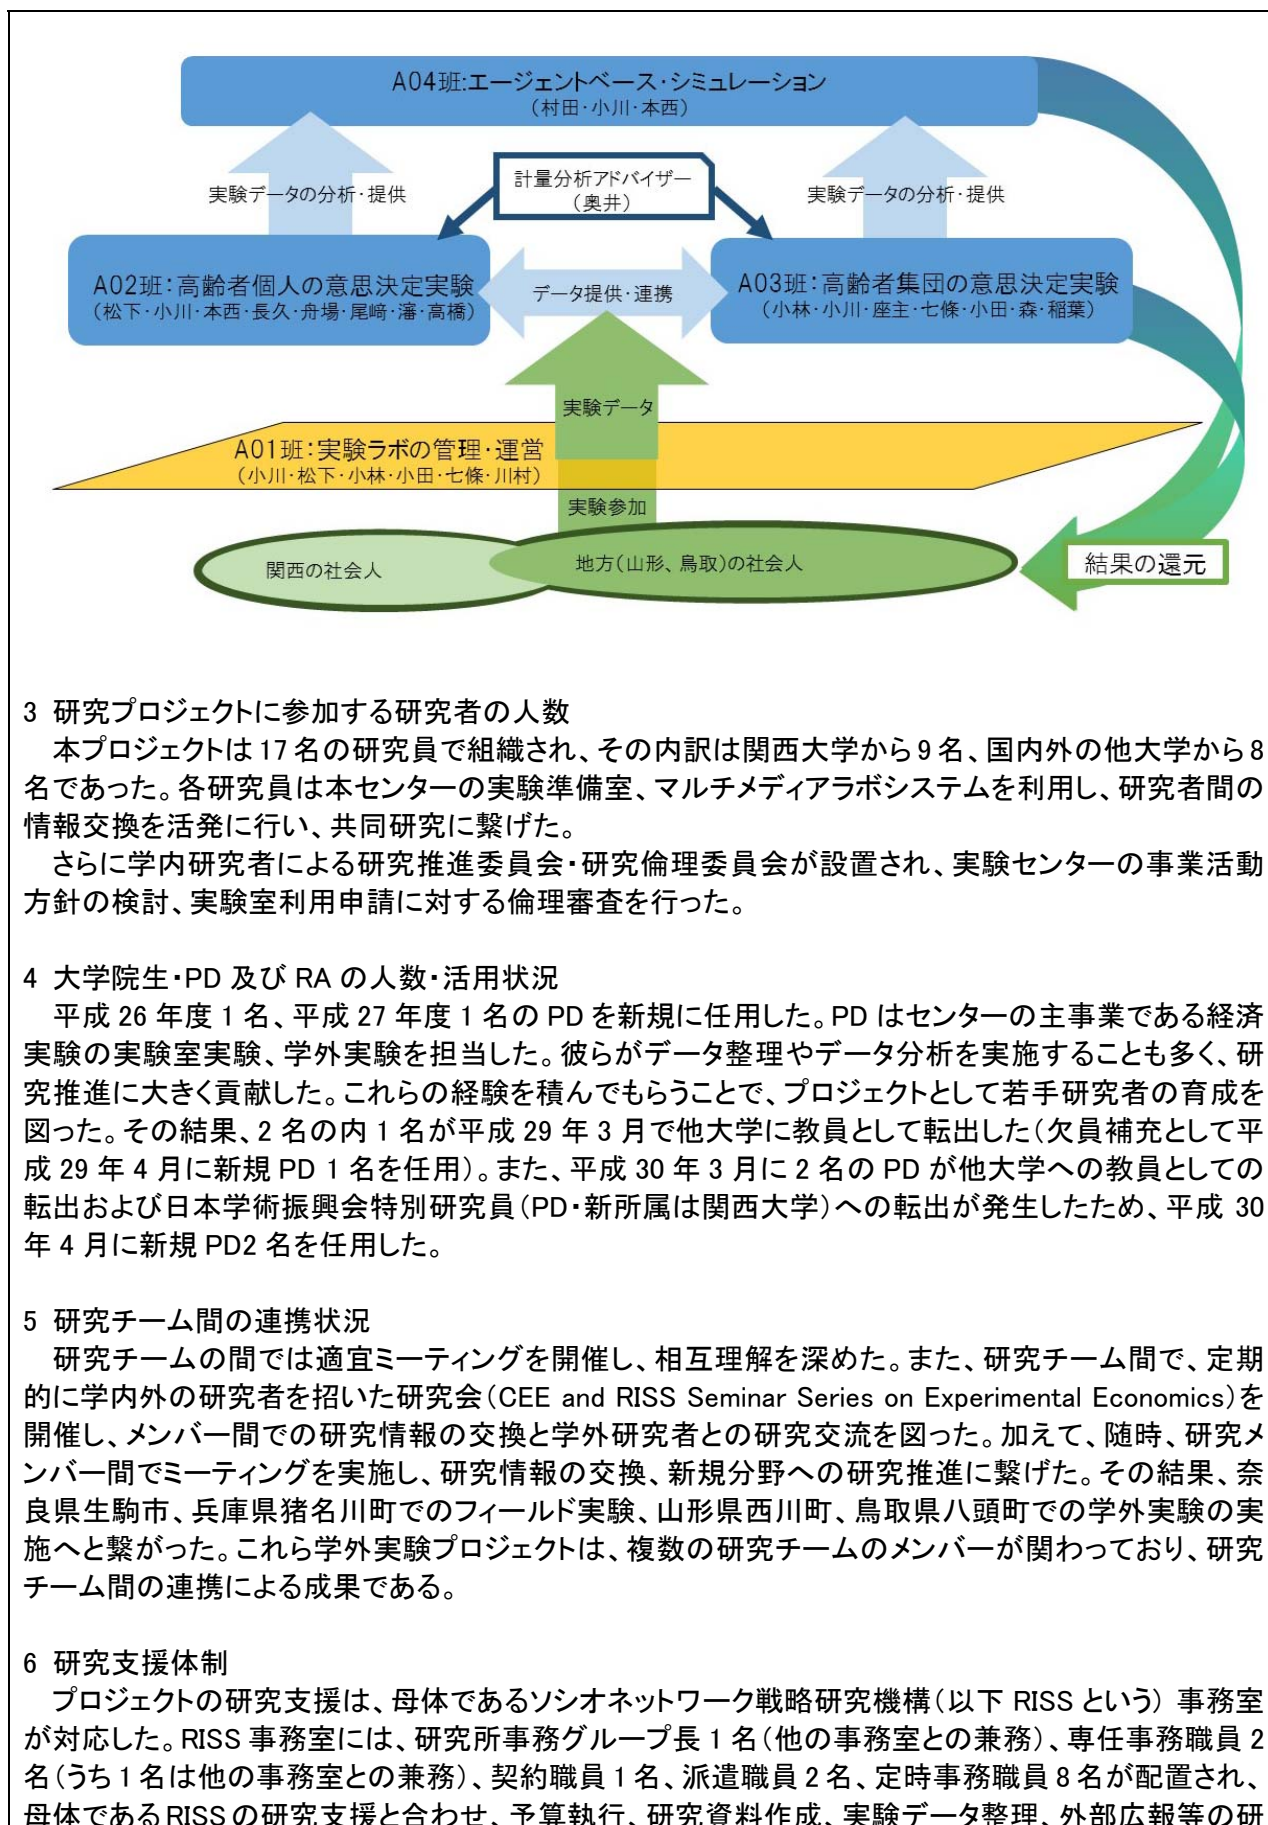 A04班:エージェントベース・シミュレーション
(村田・小川・本西)
計量分析アドバイザー
(奥井)
実験データの分析・提供
実験データの分析・提供
A02班:高齢者個人の意思決定実験
(松下・小川・本西・長久・舟場・尾﨑・瀋・高橋)
データ提供・連携
A03班:高齢者集団の意思決定実験
(小林・小川・座主・七條・小田・森・稲葉)
実験データ
A01班:実験ラボの管理・運営
(小川・松下・小林・小田・七條・川村)
実験参加
関西の社会人
地方(山形、鳥取)の社会人
結果の還元
3 研究プロジェクトに参加する研究者の人数
本プロジェクトは 17 名の研究員で組織され、その内訳は関西大学から 9 名、国内外の他大学から 8
名であった。各研究員は本センターの実験準備室、マルチメディアラボシステムを利用し、研究者間の
情報交換を活発に行い、共同研究に繋げた。
さらに学内研究者による研究推進委員会・研究倫理委員会が設置され、実験センターの事業活動
方針の検討、実験室利用申請に対する倫理審査を行った。
4 大学院生・PD 及び RA の人数・活用状況
平成 26 年度 1 名、平成 27 年度 1 名の PD を新規に任用した。PD はセンターの主事業である経済
実験の実験室実験、学外実験を担当した。彼らがデータ整理やデータ分析を実施することも多く、研
究推進に大きく貢献した。これらの経験を積んでもらうことで、プロジェクトとして若手研究者の育成を
図った。その結果、2 名の内 1 名が平成 29 年 3 月で他大学に教員として転出した(欠員補充として平
成 29 年 4 月に新規 PD 1 名を任用)。また、平成 30 年 3 月に 2 名の PD が他大学への教員としての
転出および日本学術振興会特別研究員(PD・新所属は関西大学)への転出が発生したため、平成 30
年 4 月に新規 PD2 名を任用した。
5 研究チーム間の連携状況
研究チームの間では適宜ミーティングを開催し、相互理解を深めた。また、研究チーム間で、定期
的に学内外の研究者を招いた研究会(CEE and RISS Seminar Series on Experimental Economics)を
開催し、メンバー間での研究情報の交換と学外研究者との研究交流を図った。加えて、随時、研究メ
ンバー間でミーティングを実施し、研究情報の交換、新規分野への研究推進に繋げた。その結果、奈
良県生駒市、兵庫県猪名川町でのフィールド実験、山形県西川町、鳥取県八頭町での学外実験の実
施へと繋がった。これら学外実験プロジェクトは、複数の研究チームのメンバーが関わっており、研究
チーム間の連携による成果である。
6 研究支援体制
プロジェクトの研究支援は、母体であるソシオネットワーク戦略研究機構(以下 RISS という) 事務室
が対応した。RISS 事務室には、研究所事務グループ長 1 名(他の事務室との兼務)、専任事務職員 2
名(うち 1 名は他の事務室との兼務)、契約職員 1 名、派遣職員 2 名、定時事務職員 8 名が配置され、
母体である RISS の研究支援と合わせ、予算執行、研究資料作成、実験データ整理、外部広報等の研